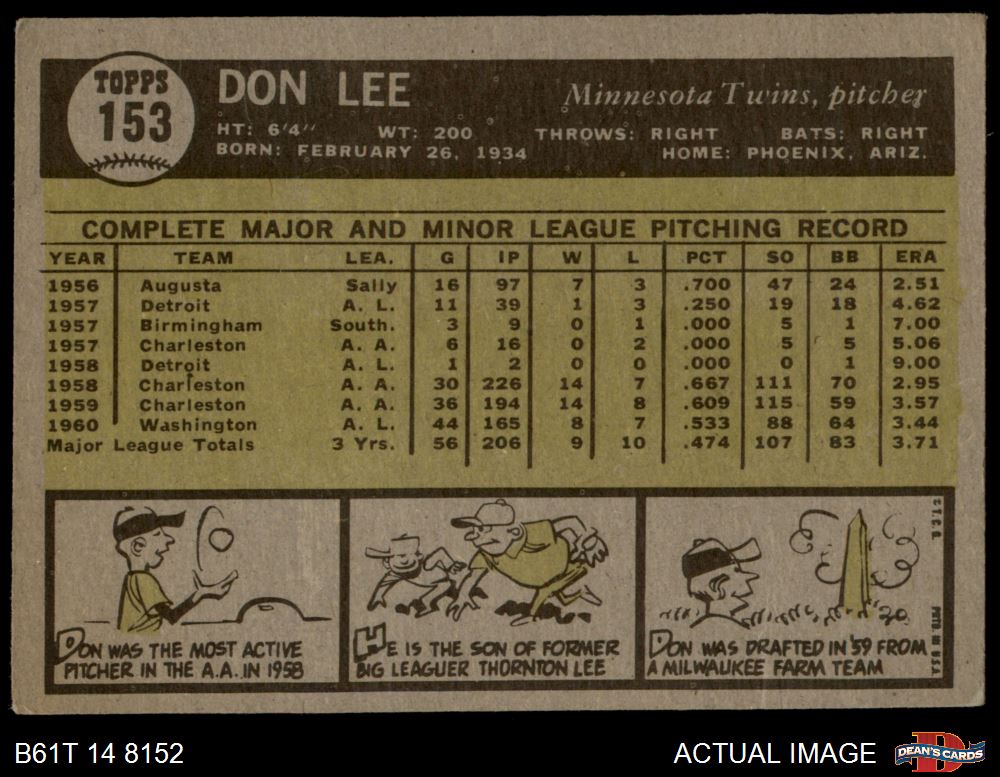 TOPPS
153
DON LEE
Minnesota Twins, pitcher
HT: 6'4" WT: 200 THROWS: RIGHT BATS: RIGHT
BORN: FEBRUARY 26, 1934 HOME: PHOENIX, ARIZ.
COMPLETE MAJOR AND MINOR LEAGUE PITCHING RECORD
YEAR TEAM LEA. G IP W L PCT SO BB ERA
1956 Augusta Sally 16 97 7 3 .700 47 24 2.51
1957 Detroit A. L. 11 39 1 3 .250 19 18 4.62
1957 Birmingham South. 3 9 0 1 .000 5 1 7.00
1957 Charleston A. A. 6 16 0 2 .000 5 5 5.06
1958 Detroit A. L. 1 2 0 0 .000 0 1 9.00
1958 Charleston A. A. 30 226 14 7 .667 111 70 2.95
1959 Charleston A. A. 36 194 14 8 .609 115 59 3.57
1960 Washington A. L. 44 165 8 7 .533 88 64 3.44
Major League Totals 3 Yrs. 56 206 9 10 .474 107 83 3.71
DON WAS THE MOST ACTIVE
PITCHER IN THE A.A. IN 1958
HE IS THE SON OF FORMER
BIG LEAGUER THORNTON LEE
DON WAS DRAFTED IN '59 FROM
A MILWAUKEE FARM TEAM
© T. C. G. PRTD. IN U.S.A.
B61T 14 8152
ACTUAL IMAGE
D
DEAN'S CARDS